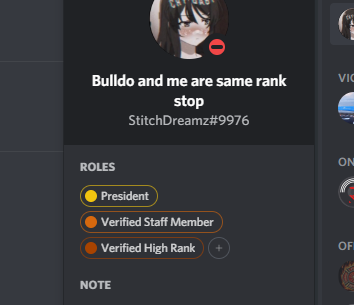 Bulldo and me are same rank
stop
StitchDreamz#9976
ROLES
President
Verified Staff Member
Verified High Rank +
NOTE
VIC
ON
OF